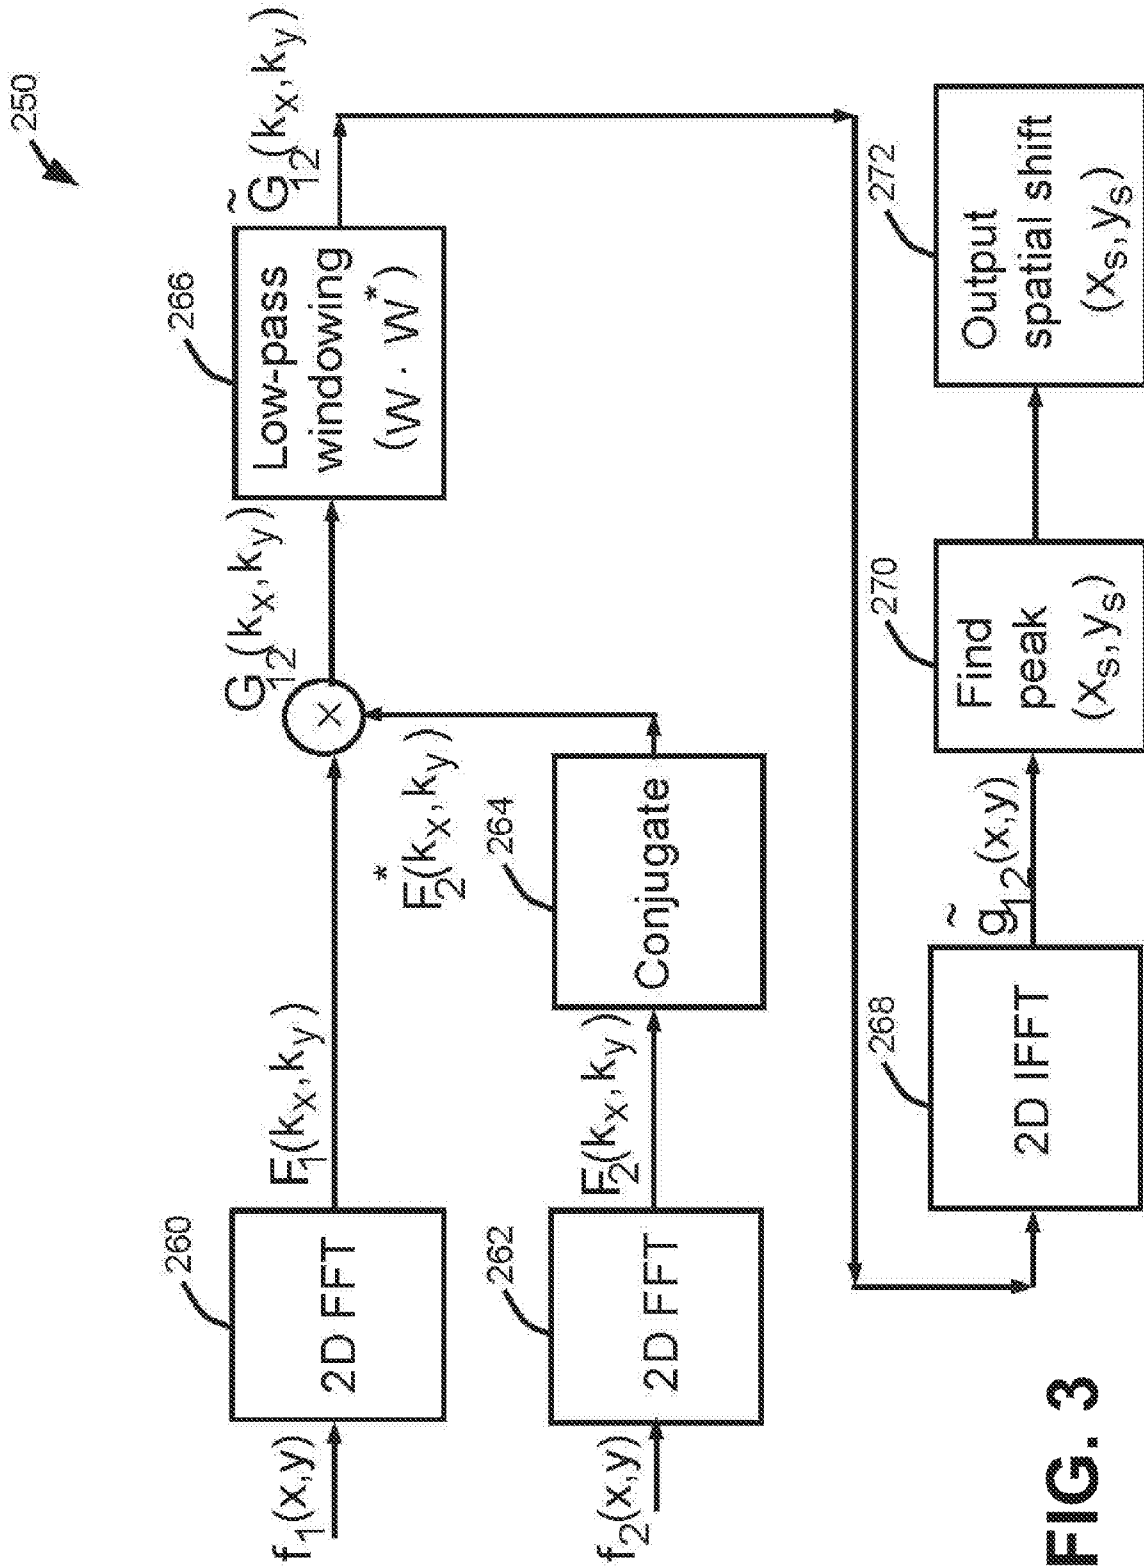 250
f1(x,y)
260
2D FFT
F1(kx,ky)
G12(kx,ky)
266
Low-pass
windowing
(W · W*)
G̃12(kx,ky)
f2(x,y)
262
2D FFT
F2(kx,ky)
264
Conjugate
F2*(kx,ky)
×
268
2D IFFT
g̃12(x,y)
270
Find
peak
(xs,ys)
272
Output
spatial shift
(xs,ys)
FIG. 3